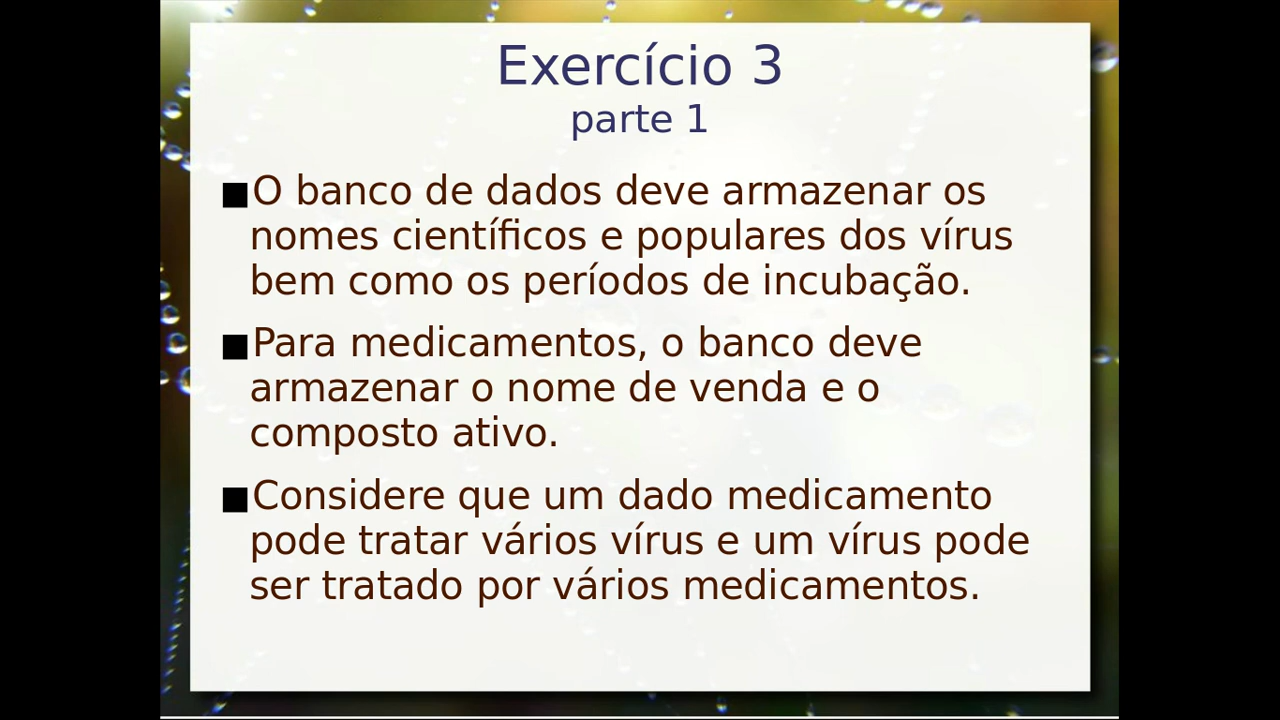 Exercício 3
parte 1
■O banco de dados deve armazenar os
nomes científicos e populares dos vírus
bem como os períodos de incubação.
■Para medicamentos, o banco deve
armazenar o nome de venda e o
composto ativo.
■Considere que um dado medicamento
pode tratar vários vírus e um vírus pode
ser tratado por vários medicamentos.